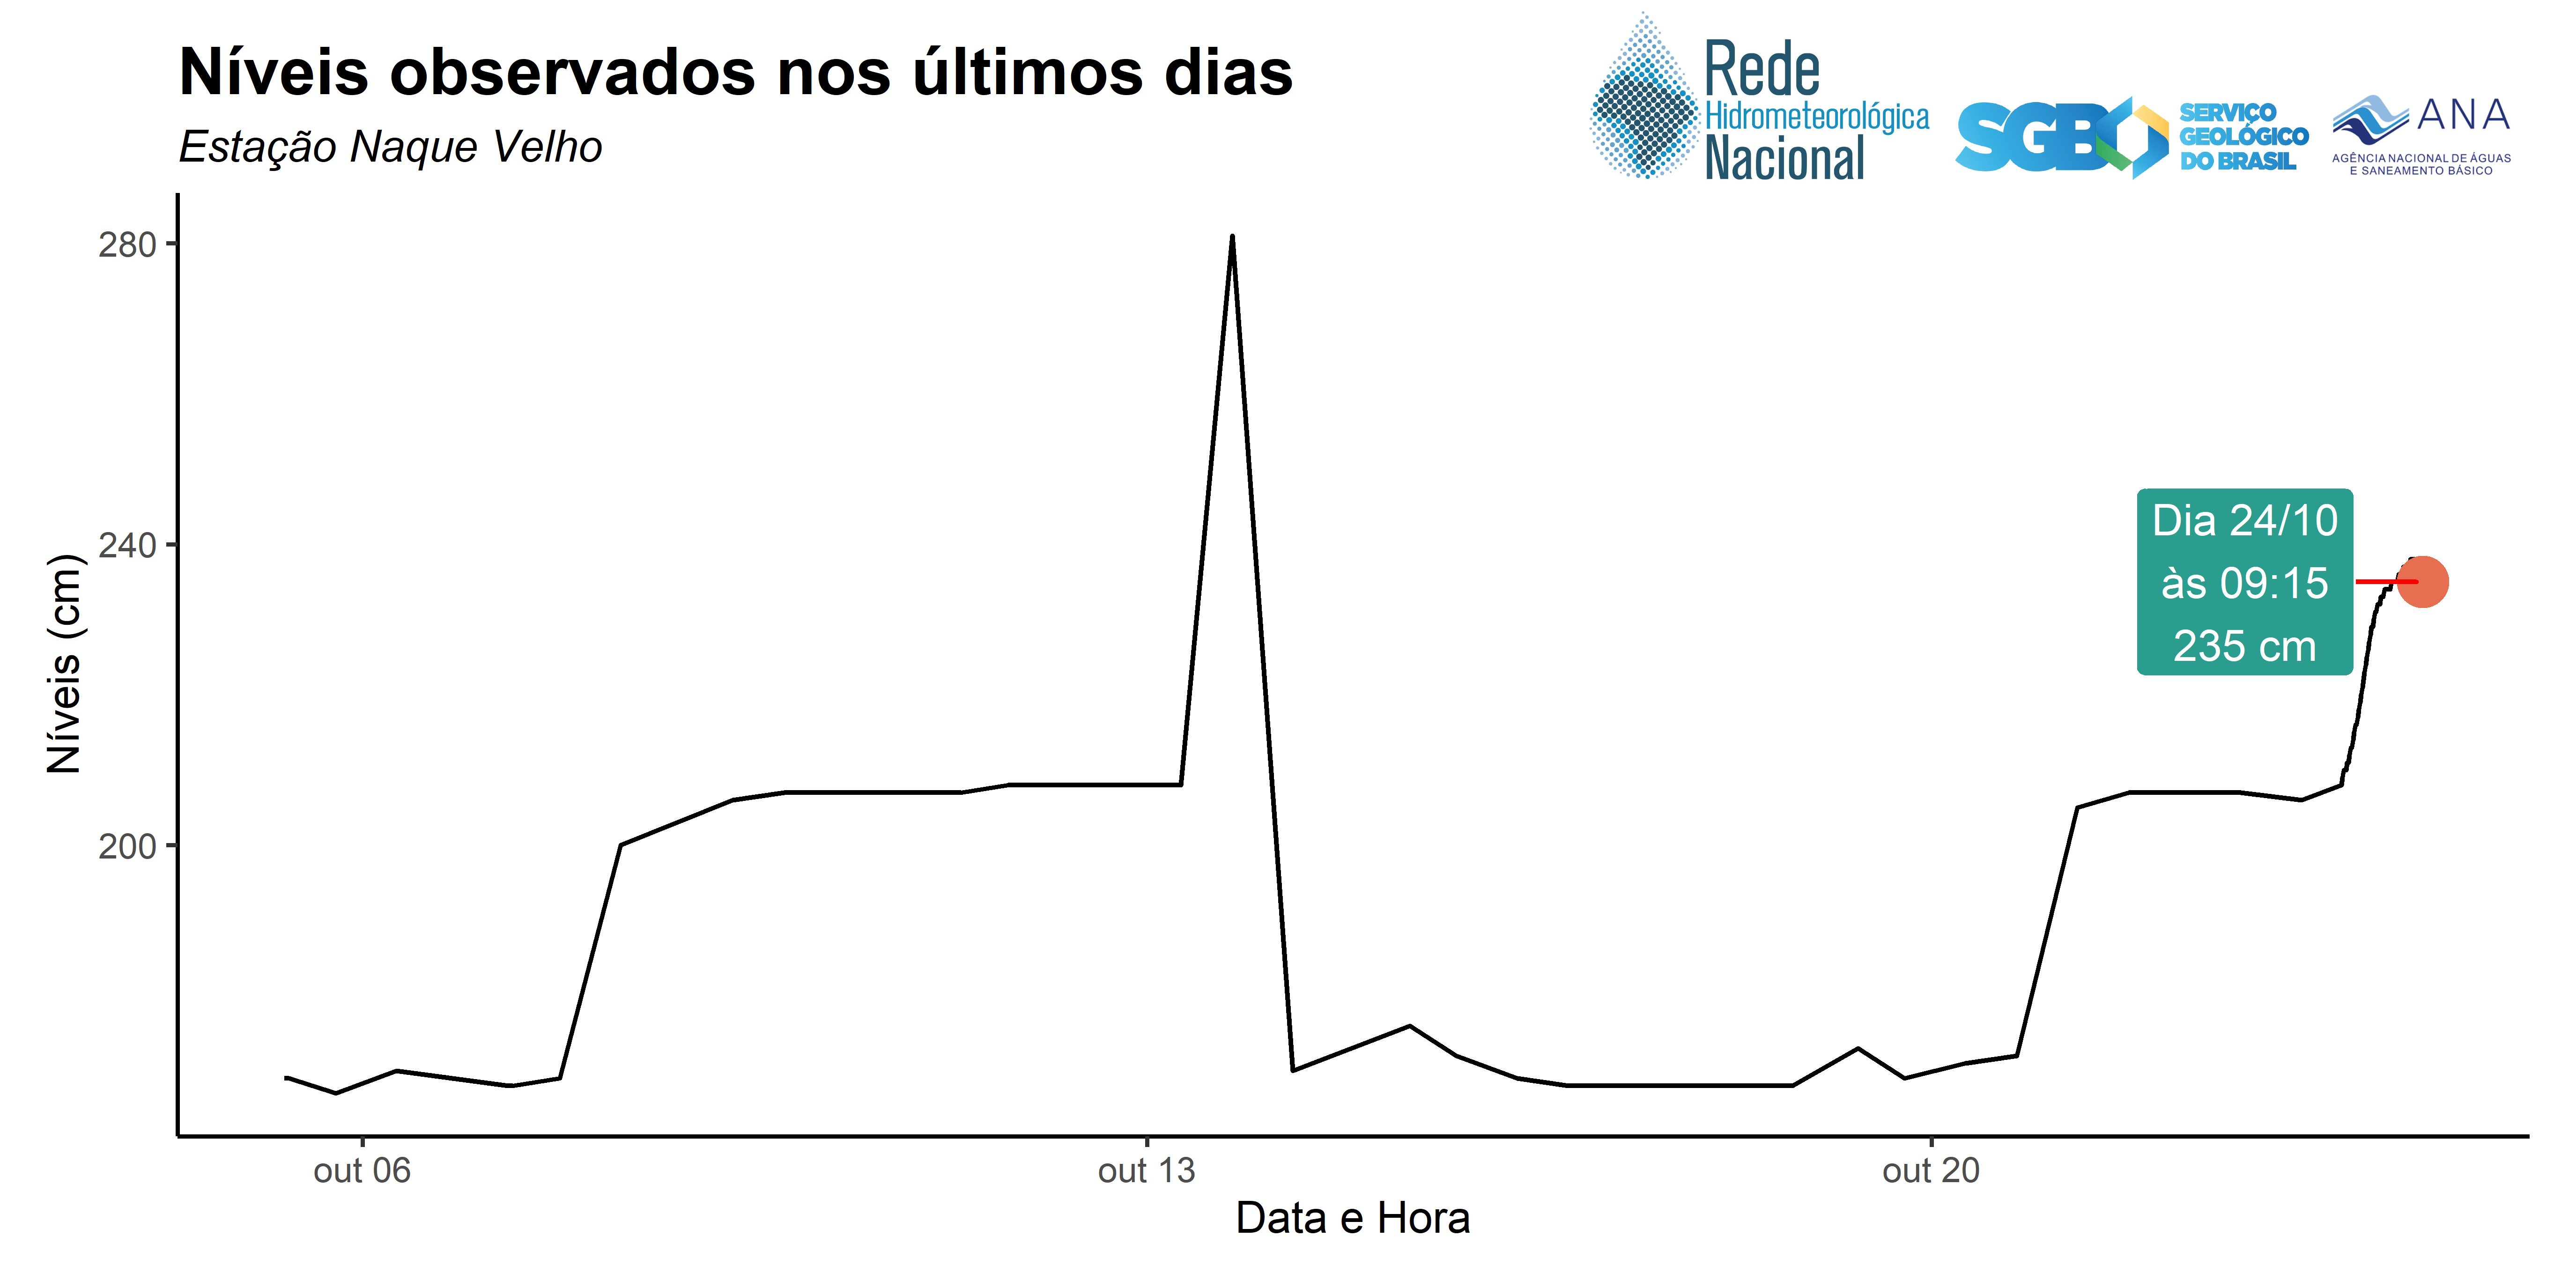 Níveis observados nos últimos dias
Estação Naque Velho
Rede
Hidrometeorológica
Nacional
SGB
SERVIÇO
GEOLÓGICO
DO BRASIL
ANA
AGÊNCIA NACIONAL DE ÁGUAS
E SANEAMENTO BÁSICO
280
240
200
Níveis (cm)
Dia 24/10
às 09:15
235 cm
out 06
out 13
out 20
Data e Hora